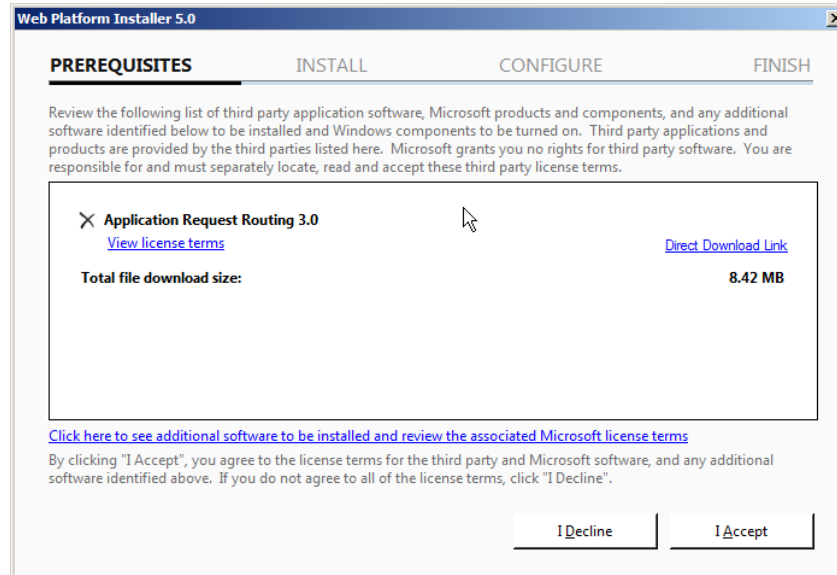 Web Platform Installer 5.0
PREREQUISITES INSTALL CONFIGURE FINISH
Review the following list of third party application software, Microsoft products and components, and any additional
software identified below to be installed and Windows components to be turned on. Third party applications and
products are provided by the third parties listed here. Microsoft grants you no rights for third party software. You are
responsible for and must separately locate, read and accept these third party license terms.
Application Request Routing 3.0
View license terms Direct Download Link
Total file download size: 8.42 MB
Click here to see additional software to be installed and review the associated Microsoft license terms
By clicking "I Accept", you agree to the license terms for the third party and Microsoft software, and any additional
software identified above. If you do not agree to all of the license terms, click "I Decline".
I Decline I Accept